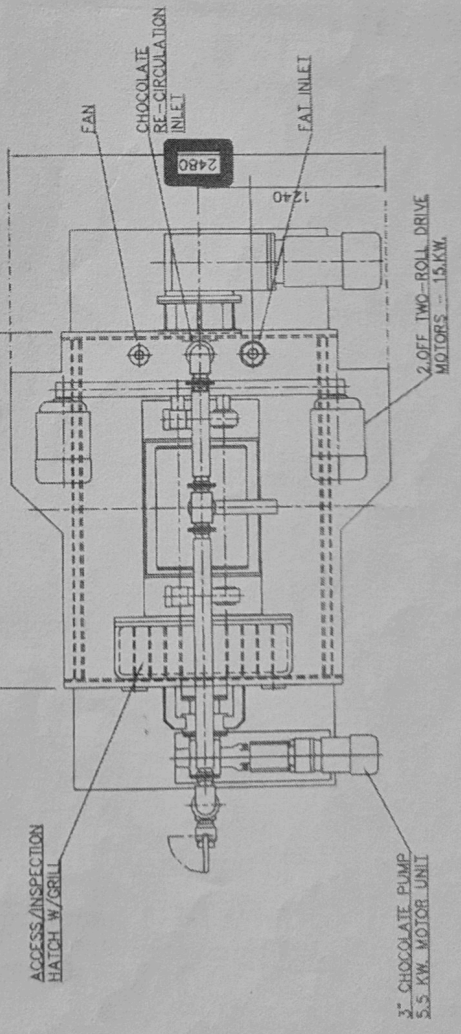 FAN
CHOCOLATE
RE-CIRCULATION
INLET
2480
1240
FAT INLET
2.OFF TWO-ROLL DRIVE
MOTORS - 15.KW.
ACCESS/INSPECTION
HATCH W/GRILL
3" CHOCOLATE PUMP
5.5 KW. MOTOR UNIT